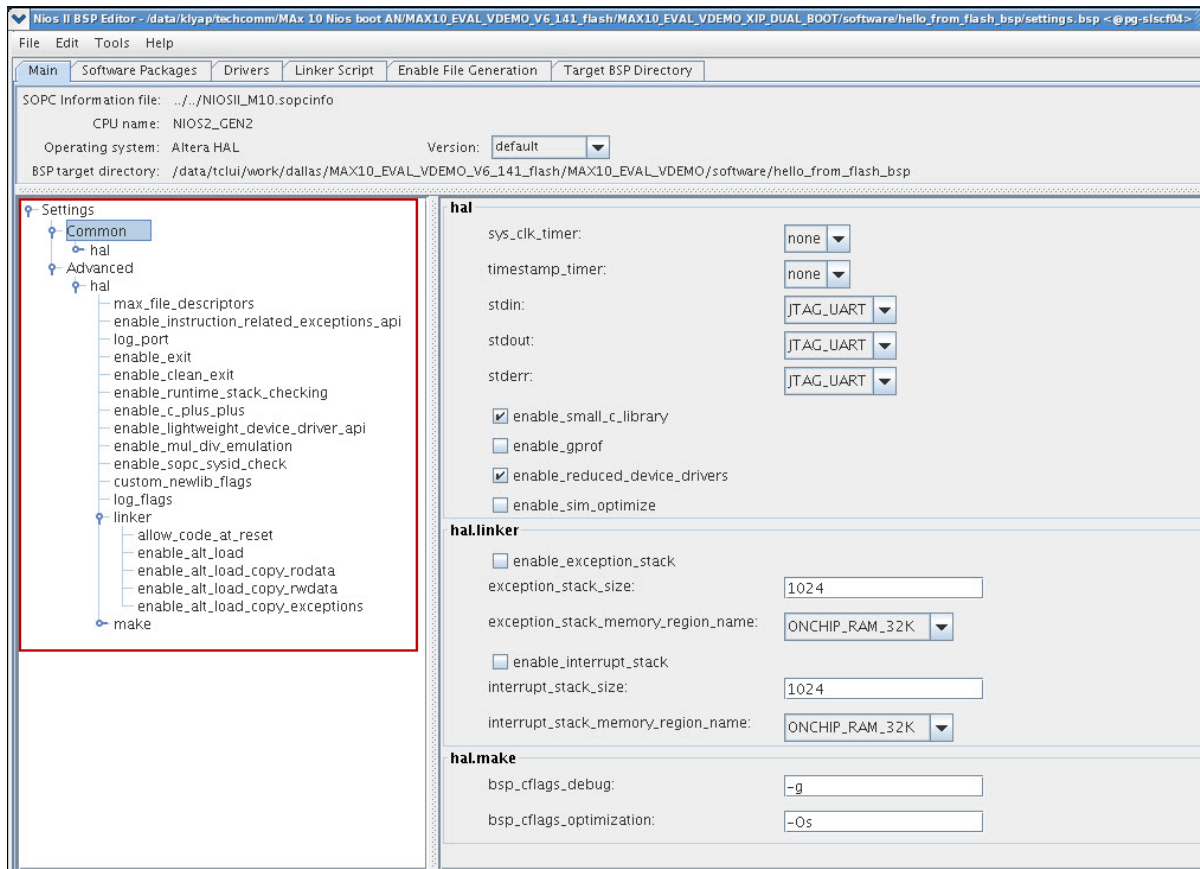 Nios II BSP Editor - /data/klyap/techcomm/MAx 10 Nios boot AN/MAX10_EVAL_VDEMO_V6_141_flash/MAX10_EVAL_VDEMO_XIP_DUAL_BOOT/software/hello_from_flash_bsp/settings.bsp <@pg-slscf04>
File Edit Tools Help
Main Software Packages Drivers Linker Script Enable File Generation Target BSP Directory
SOPC Information file: ../../NIOSII_M10.sopcinfo
CPU name: NIOS2_GEN2
Operating system: Altera HAL Version: default
BSP target directory: /data/tclui/work/dallas/MAX10_EVAL_VDEMO_V6_141_flash/MAX10_EVAL_VDEMO/software/hello_from_flash_bsp
Settings
Common
hal
Advanced
hal
max_file_descriptors
enable_instruction_related_exceptions_api
log_port
enable_exit
enable_clean_exit
enable_runtime_stack_checking
enable_c_plus_plus
enable_lightweight_device_driver_api
enable_mul_div_emulation
enable_sopc_sysid_check
custom_newlib_flags
log_flags
linker
allow_code_at_reset
enable_alt_load
enable_alt_load_copy_rodata
enable_alt_load_copy_rwdata
enable_alt_load_copy_exceptions
make
hal
sys_clk_timer: none
timestamp_timer: none
stdin: JTAG_UART
stdout: JTAG_UART
stderr: JTAG_UART
enable_small_c_library
enable_gprof
enable_reduced_device_drivers
enable_sim_optimize
hal.linker
enable_exception_stack
exception_stack_size: 1024
exception_stack_memory_region_name: ONCHIP_RAM_32K
enable_interrupt_stack
interrupt_stack_size: 1024
interrupt_stack_memory_region_name: ONCHIP_RAM_32K
hal.make
bsp_cflags_debug: -g
bsp_cflags_optimization: -Os